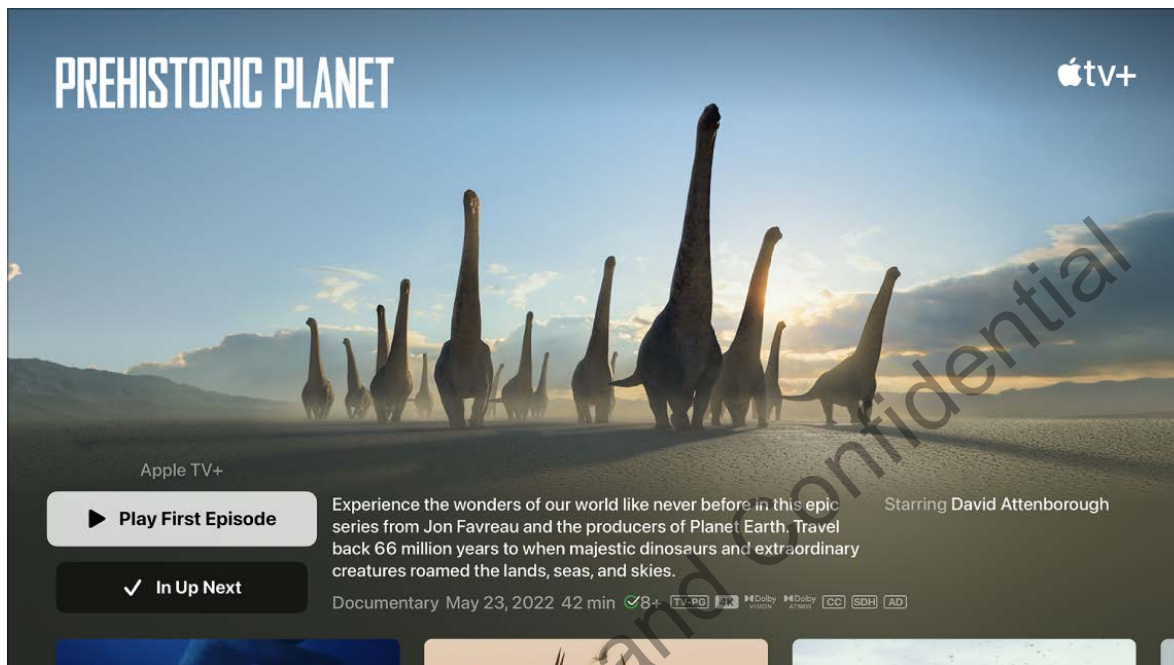 PREHISTORIC PLANET
tv+
Apple TV+
Play First Episode
In Up Next
Experience the wonders of our world like never before in this epic
series from Jon Favreau and the producers of Planet Earth. Travel
back 66 million years to when majestic dinosaurs and extraordinary
creatures roamed the lands, seas, and skies.
Starring David Attenborough
Documentary May 23, 2022 42 min 8+ TV-PG 4K Dolby VISION Dolby ATMOS CC SDH AD
and Confidential